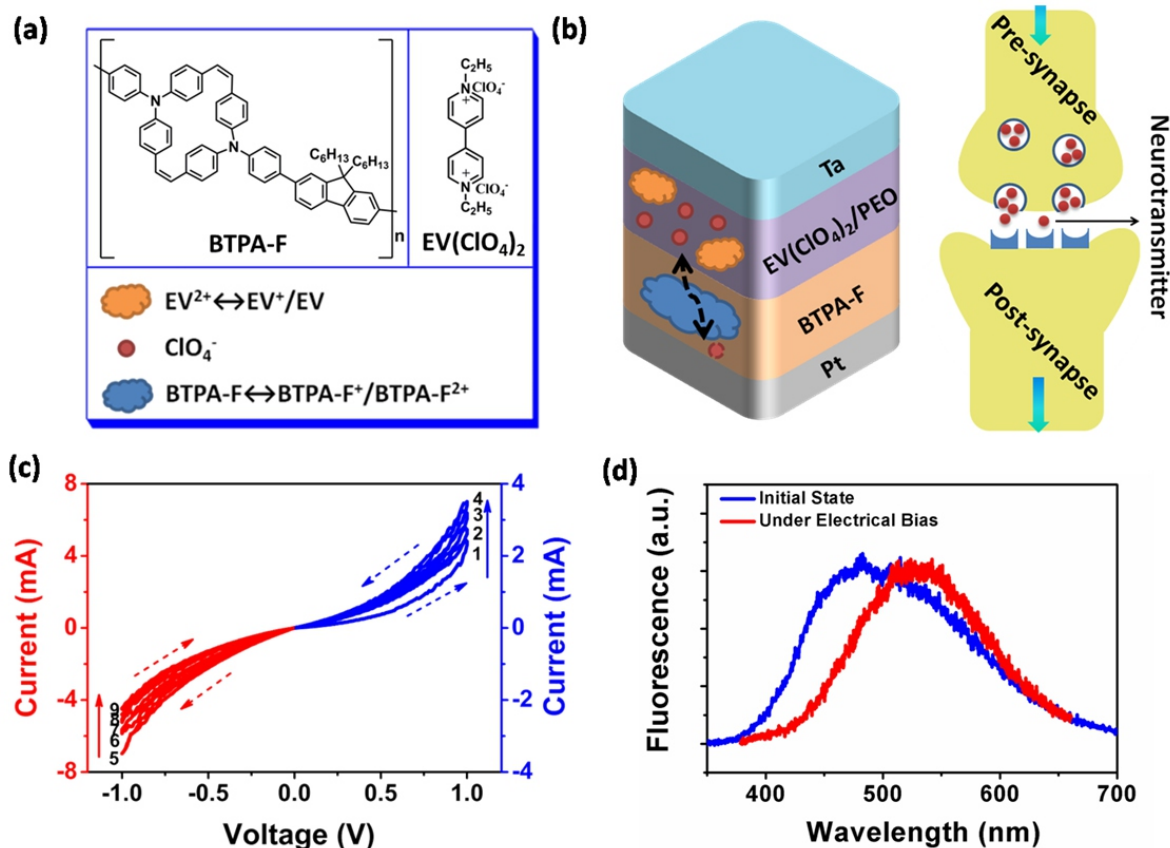 (a)
C2H5
N
ClO4-
+
N
N
C6H13
C6H13
+
N
ClO4-
C2H5
n
BTPA-F
EV(ClO4)2
EV2+↔EV+/EV
ClO4-
BTPA-F↔BTPA-F+/BTPA-F2+
(b)
Ta
EV(ClO4)2/PEO
BTPA-F
Pt
Pre-synapse
Neurotransmitter
Post-synapse
(c)
8
4
0
-4
-8
Current (mA)
4
2
0
-2
-4
Current (mA)
4
3
2
1
9
8
7
6
5
-1.0 -0.5 0.0 0.5 1.0
Voltage (V)
(d)
Initial State
Under Electrical Bias
Fluorescence (a.u.)
400 500 600 700
Wavelength (nm)